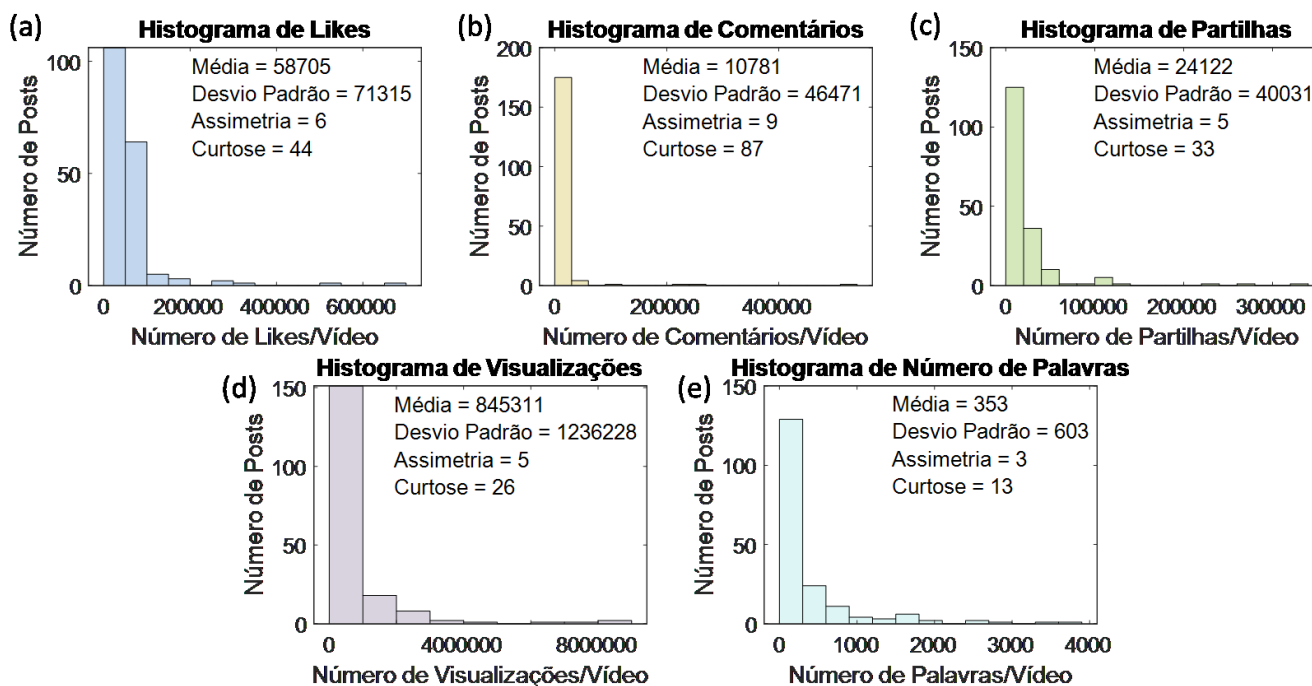 (a)
Histograma de Likes
Média = 58705
Desvio Padrão = 71315
Assimetria = 6
Curtose = 44
100
50
0
Número de Posts
0 200000 400000 600000
Número de Likes/Vídeo
(b)
Histograma de Comentários
Média = 10781
Desvio Padrão = 46471
Assimetria = 9
Curtose = 87
200
150
100
50
0
Número de Posts
0 200000 400000
Número de Comentários/Vídeo
(c)
Histograma de Partilhas
Média = 24122
Desvio Padrão = 40031
Assimetria = 5
Curtose = 33
150
100
50
0
Número de Posts
0 100000 200000 300000
Número de Partilhas/Vídeo
(d)
Histograma de Visualizações
Média = 845311
Desvio Padrão = 1236228
Assimetria = 5
Curtose = 26
150
100
50
0
Número de Posts
0 4000000 8000000
Número de Visualizações/Vídeo
(e)
Histograma de Número de Palavras
Média = 353
Desvio Padrão = 603
Assimetria = 3
Curtose = 13
150
100
50
0
Número de Posts
0 1000 2000 3000 4000
Número de Palavras/Vídeo